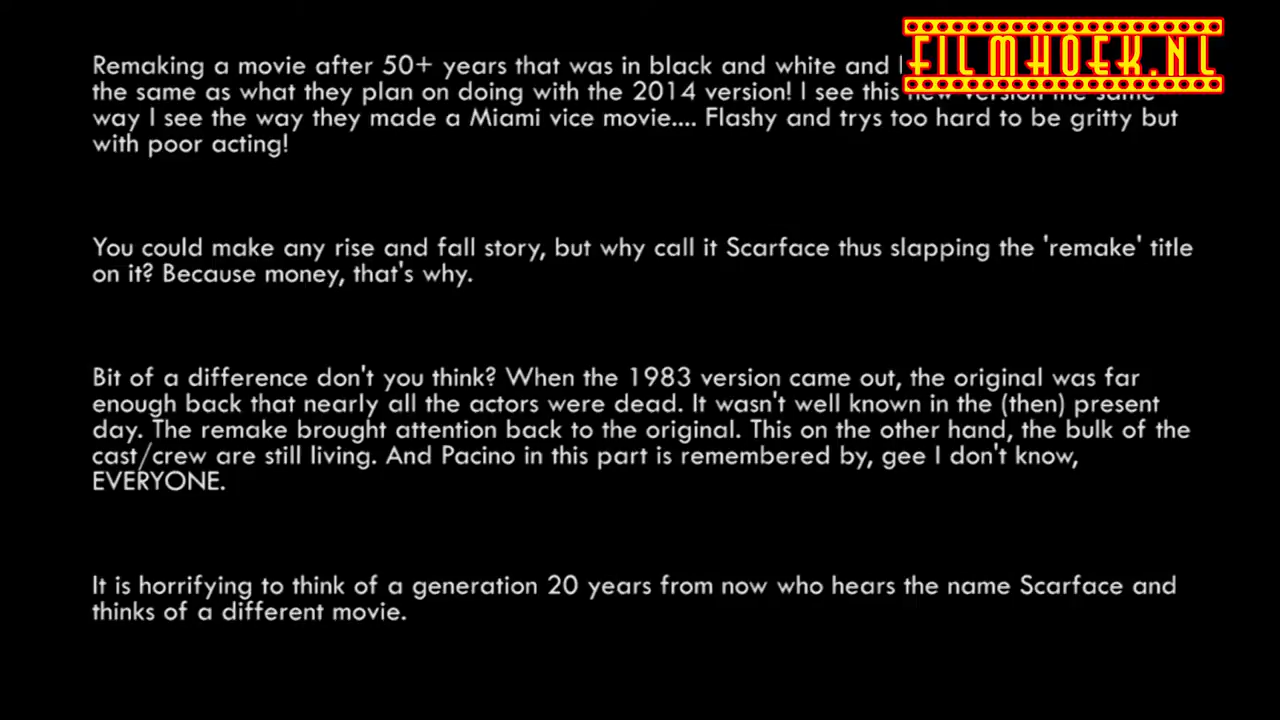 FILMHOEK.NL
Remaking a movie after 50+ years that was in black and white and
the same as what they plan on doing with the 2014 version! I see this new version the same
way I see the way they made a Miami vice movie.... Flashy and trys too hard to be gritty but
with poor acting!
You could make any rise and fall story, but why call it Scarface thus slapping the 'remake' title
on it? Because money, that's why.
Bit of a difference don't you think? When the 1983 version came out, the original was far
enough back that nearly all the actors were dead. It wasn't well known in the (then) present
day. The remake brought attention back to the original. This on the other hand, the bulk of the
cast/crew are still living. And Pacino in this part is remembered by, gee I don't know,
EVERYONE.
It is horrifying to think of a generation 20 years from now who hears the name Scarface and
thinks of a different movie.